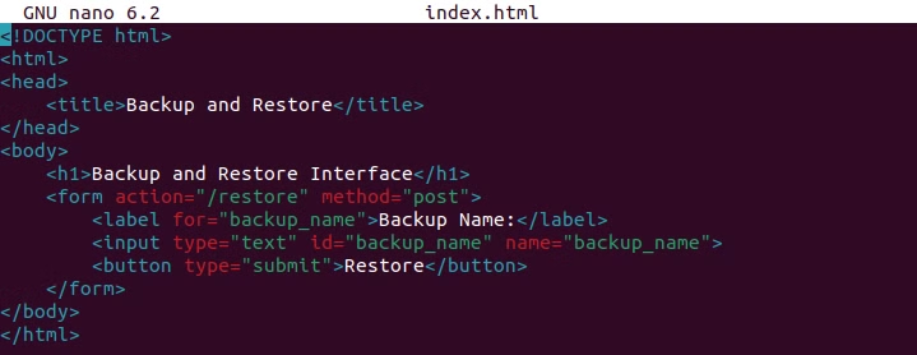 GNU nano 6.2 index.html
<!DOCTYPE html>
<html>
<head>
    <title>Backup and Restore</title>
</head>
<body>
    <h1>Backup and Restore Interface</h1>
    <form action="/restore" method="post">
        <label for="backup_name">Backup Name:</label>
        <input type="text" id="backup_name" name="backup_name">
        <button type="submit">Restore</button>
    </form>
</body>
</html>